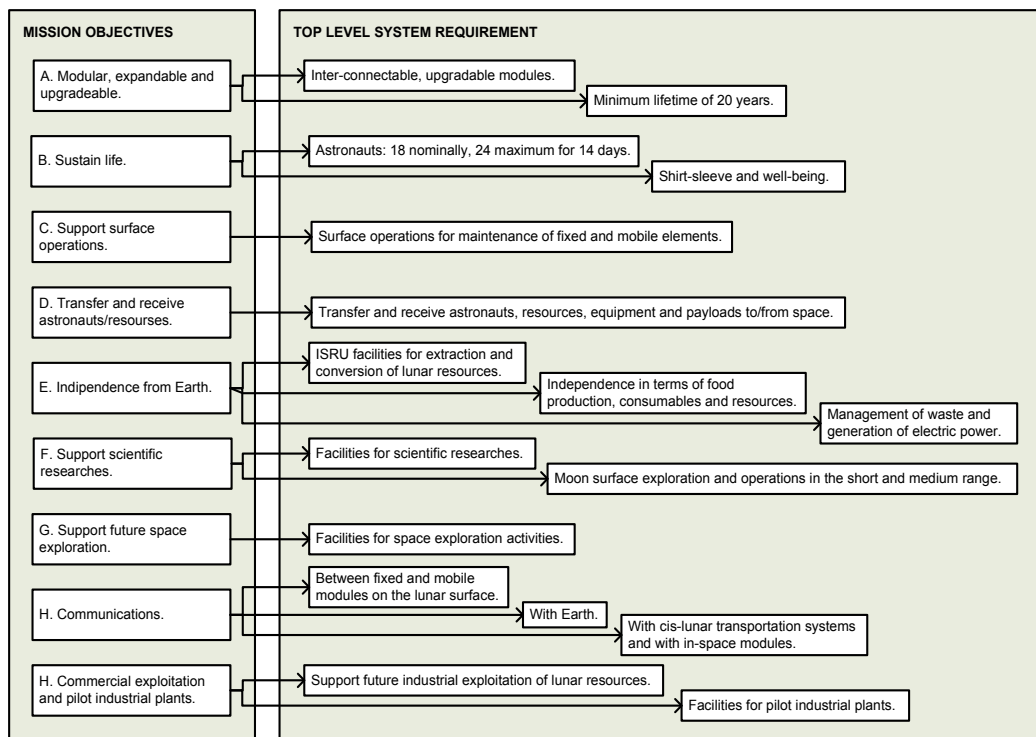 MISSION OBJECTIVES
TOP LEVEL SYSTEM REQUIREMENT
A. Modular, expandable and
upgradeable.
Inter-connectable, upgradable modules.
Minimum lifetime of 20 years.
B. Sustain life.
Astronauts: 18 nominally, 24 maximum for 14 days.
Shirt-sleeve and well-being.
C. Support surface
operations.
Surface operations for maintenance of fixed and mobile elements.
D. Transfer and receive
astronauts/resourses.
Transfer and receive astronauts, resources, equipment and payloads to/from space.
E. Indipendence from Earth.
ISRU facilities for extraction and
conversion of lunar resources.
Independence in terms of food
production, consumables and resources.
Management of waste and
generation of electric power.
F. Support scientific
researches.
Facilities for scientific researches.
Moon surface exploration and operations in the short and medium range.
G. Support future space
exploration.
Facilities for space exploration activities.
H. Communications.
Between fixed and mobile
modules on the lunar surface.
With Earth.
With cis-lunar transportation systems
and with in-space modules.
H. Commercial exploitation
and pilot industrial plants.
Support future industrial exploitation of lunar resources.
Facilities for pilot industrial plants.